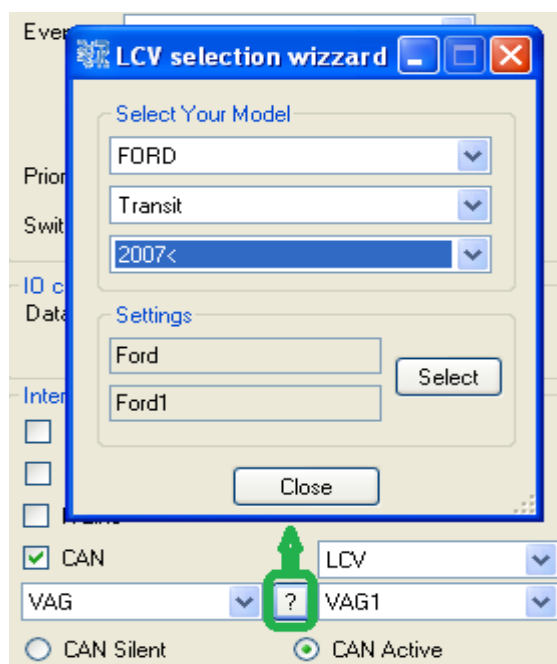 Even
LCV selection wizzard
Select Your Model
FORD
Transit
2007<
Prior
Swit
IO c
Data
Settings
Ford
Ford1
Select
Inter
Close
CAN
LCV
VAG
?
VAG1
CAN Silent
CAN Active